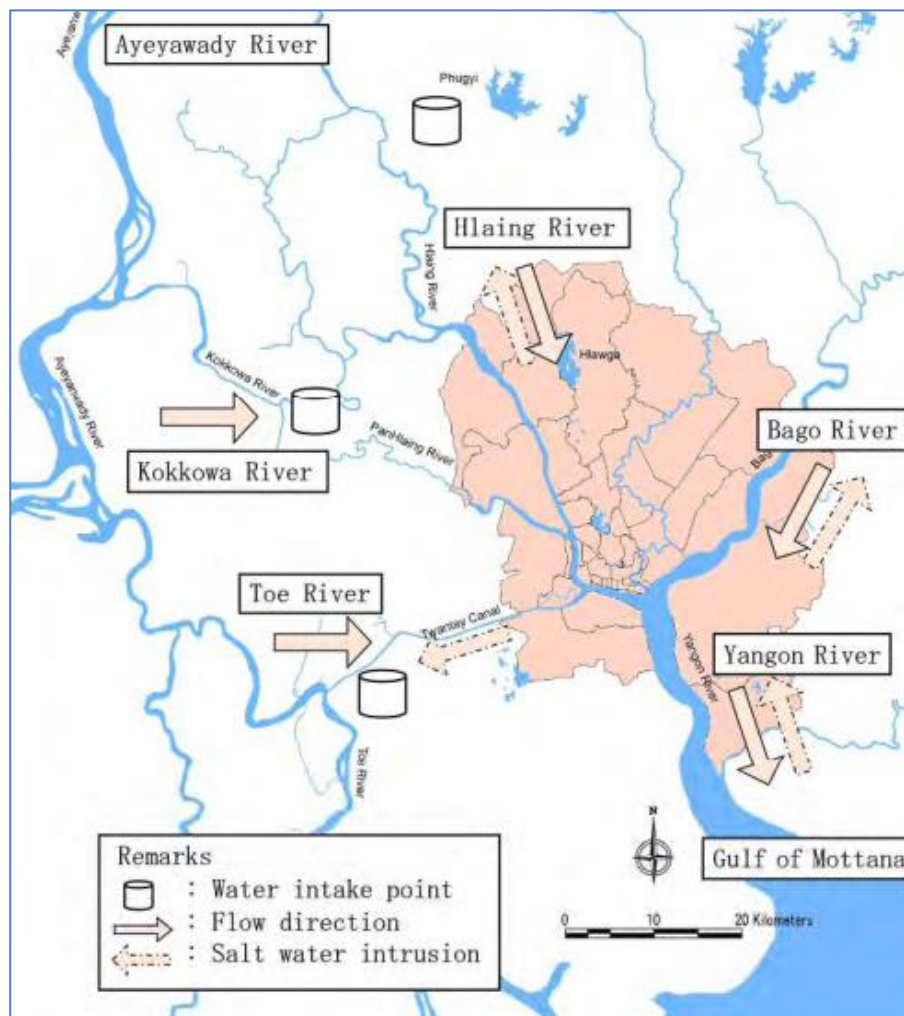 Ayeyawady River
Phugyi
Hlaing River
Hlaing River
Hlawga
Kokkowa River
Ayeyarwady River
PanHlaing River
Bago River
Kokkowa River
Toe River
Twantay Canal
Yangon River
Yangon River
Toe River
N
Remarks
: Water intake point
: Flow direction
: Salt water intrusion
Gulf of Mottana
0 10 20 Kilometers